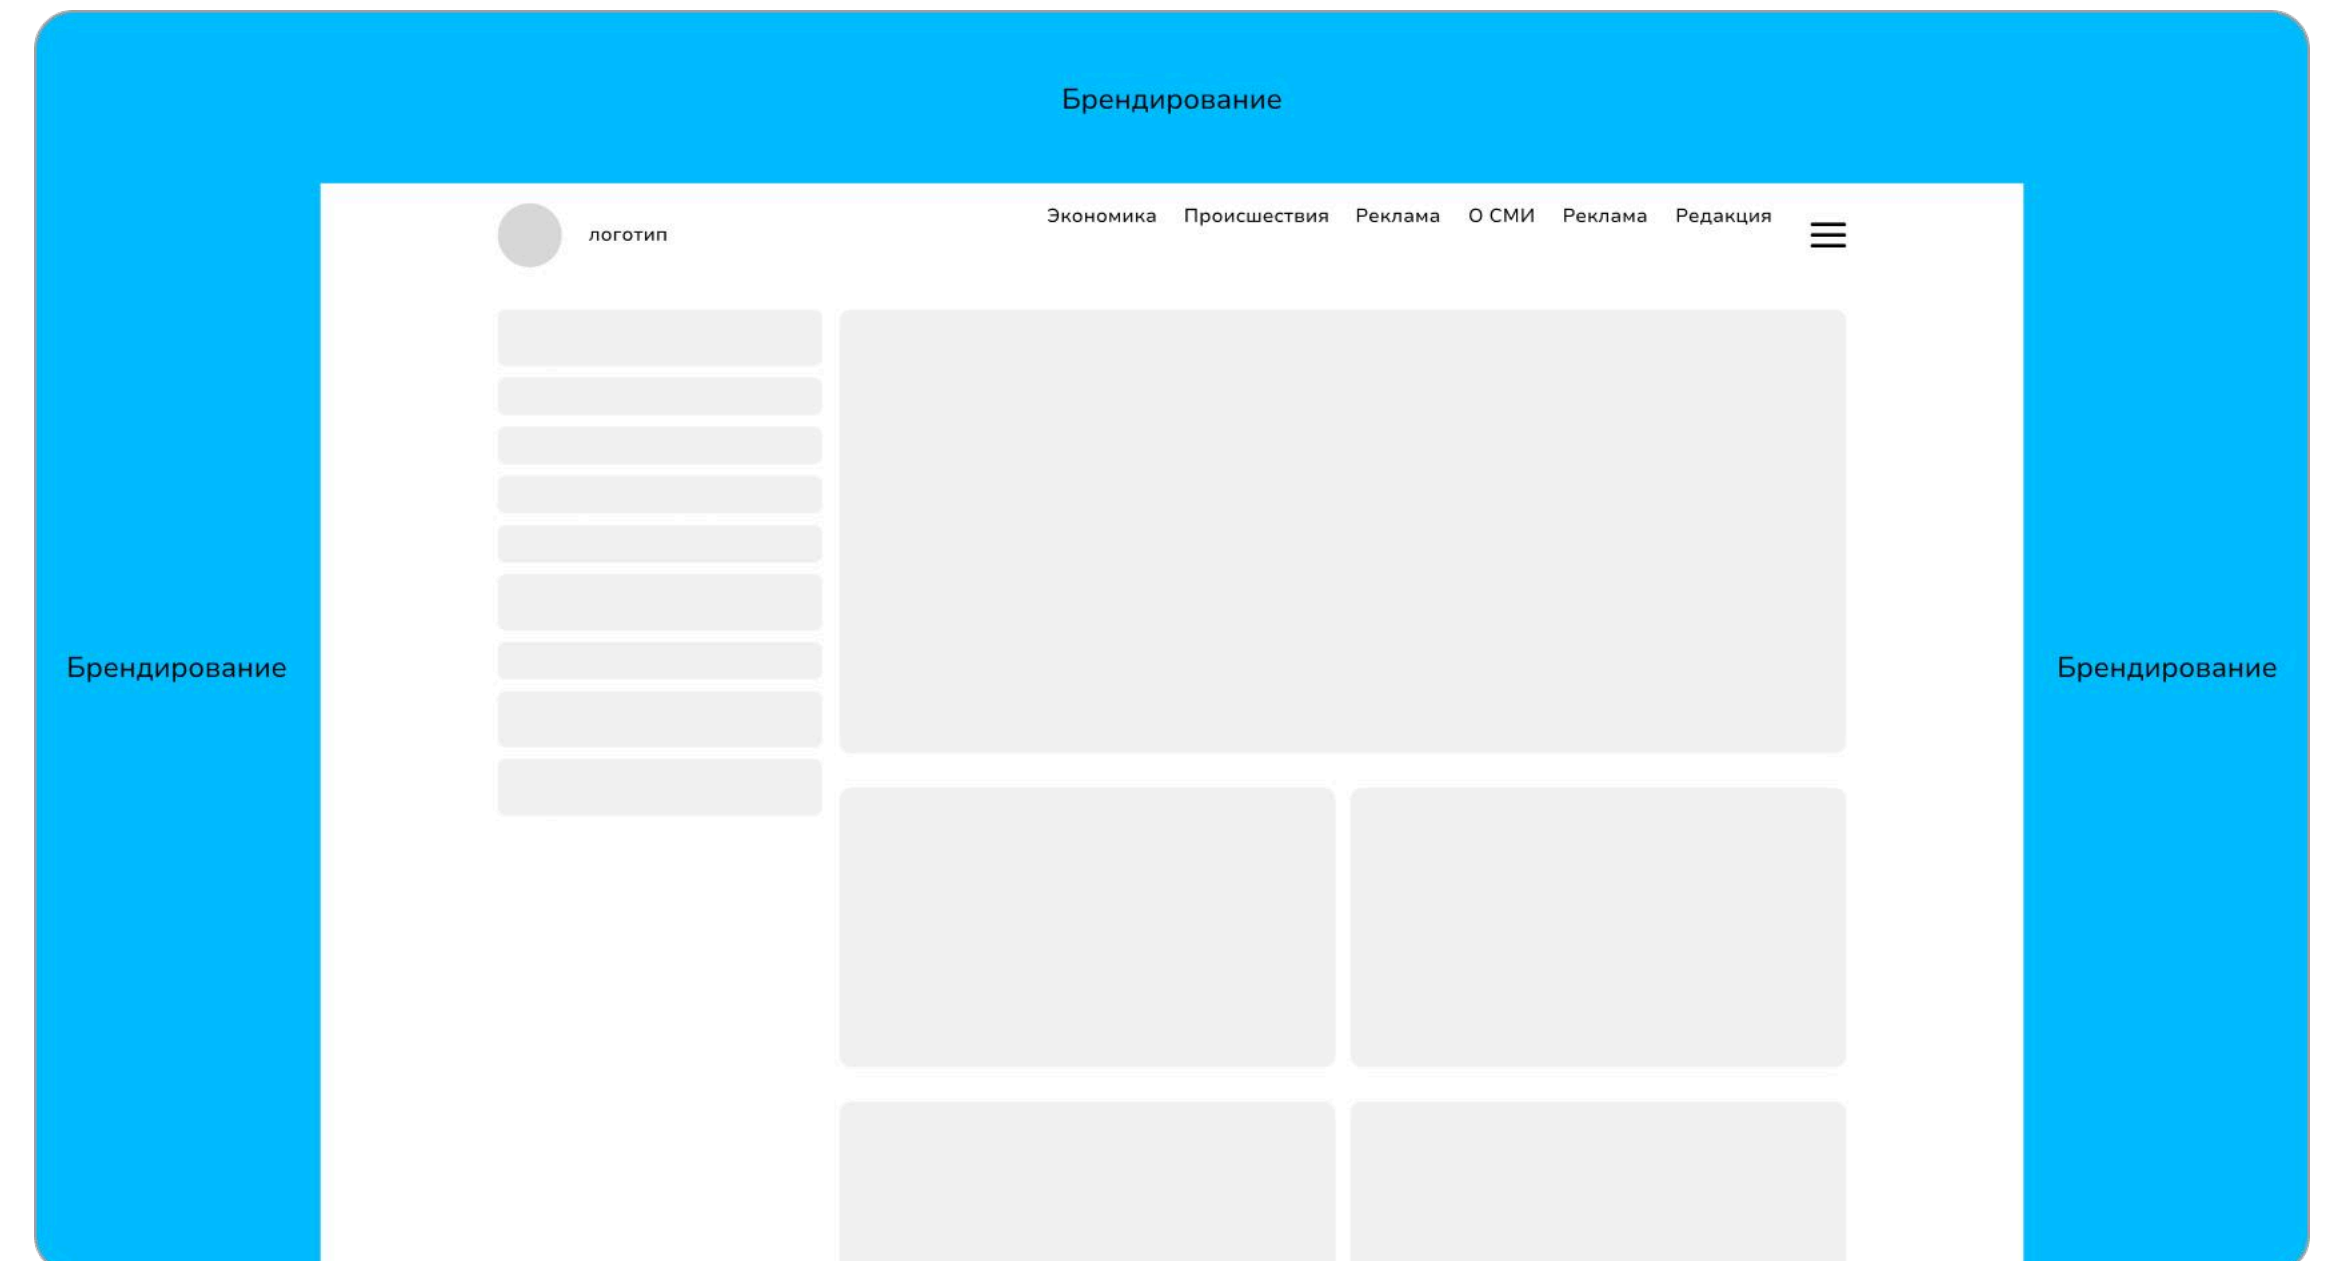 Брендирование
логотип
Экономика Происшествия Реклама О СМИ Реклама Редакция
Брендирование
Брендирование